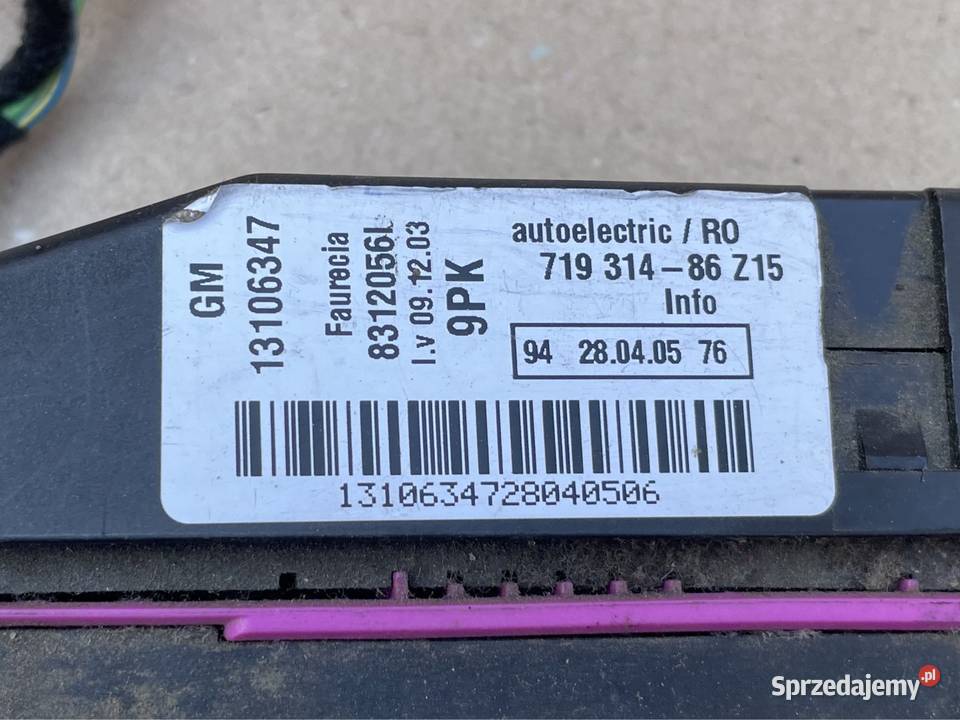 GM
13106347
Faurecia
8312056L
I.v 09.12.03
9PK
autoelectric / RO
719 314-86 Z15
Info
94 28.04.05 76
1310634728040506
Sprzedajemy.pl